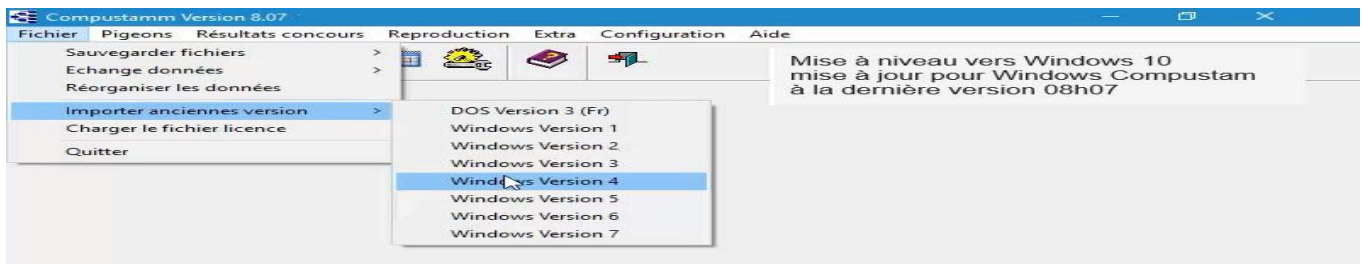 Compustamm Version 8.07
Fichier Pigeons Résultats concours Reproduction Extra Configuration Aide
Sauvegarder fichiers >
Echange données >
Réorganiser les données
Importer anciennes version >
Charger le fichier licence
Quitter
DOS Version 3 (Fr)
Windows Version 1
Windows Version 2
Windows Version 3
Windows Version 4
Windows Version 5
Windows Version 6
Windows Version 7
Mise à niveau vers Windows 10
mise à jour pour Windows Compustam
à la dernière version 08h07